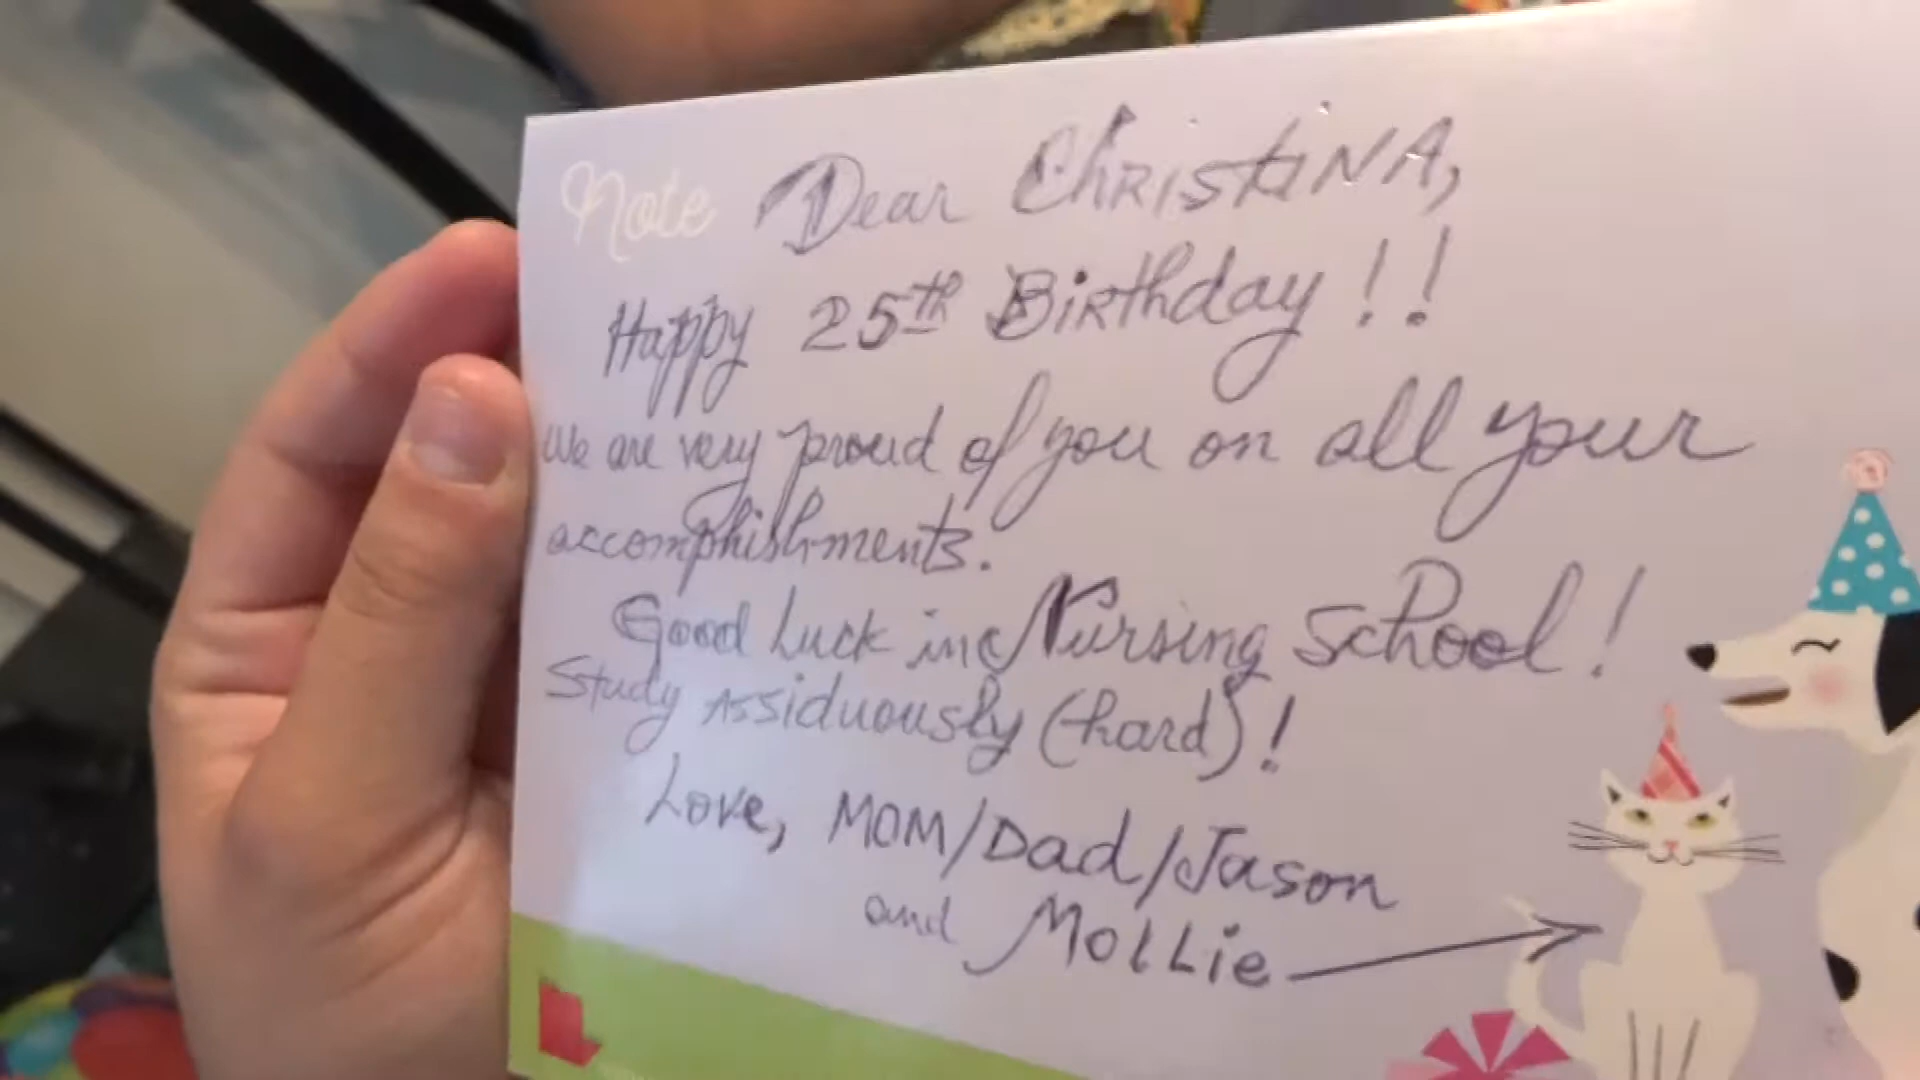 Note Dear ChRistiNA,
Happy 25th Birthday!!
We are very proud of you on all your
accomplishments.
Good Luck in Nursing School!
Study Assiduously (hard)!
Love, MOM/Dad/Jason
and Mollie